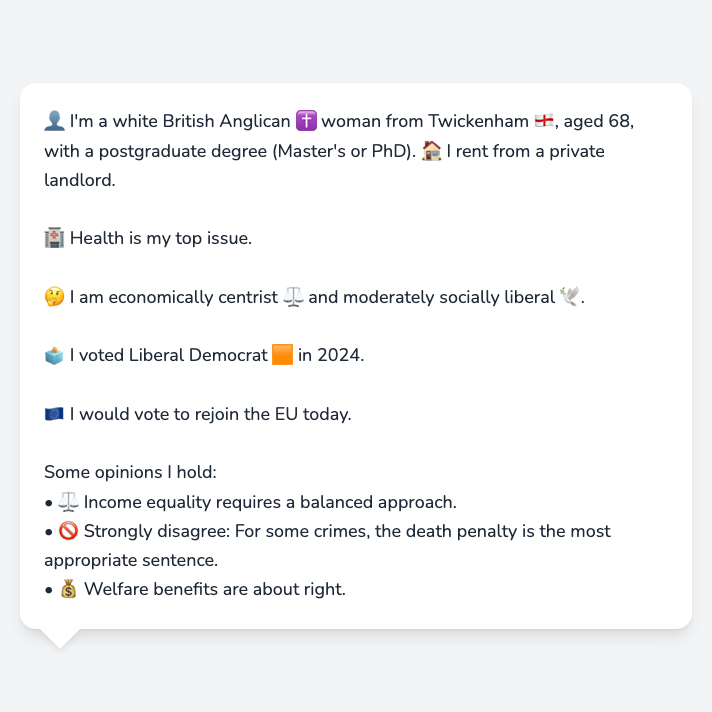 👤 I'm a white British Anglican ✝️ woman from Twickenham 🏴󠁧󠁢󠁥󠁮󠁧󠁿, aged 68,
with a postgraduate degree (Master's or PhD). 🏠 I rent from a private
landlord.
🏥 Health is my top issue.
🤔 I am economically centrist ⚖️ and moderately socially liberal 🕊️.
🗳️ I voted Liberal Democrat 🟧 in 2024.
🇪🇺 I would vote to rejoin the EU today.
Some opinions I hold:
• ⚖️ Income equality requires a balanced approach.
• 🚫 Strongly disagree: For some crimes, the death penalty is the most
appropriate sentence.
• 💰 Welfare benefits are about right.